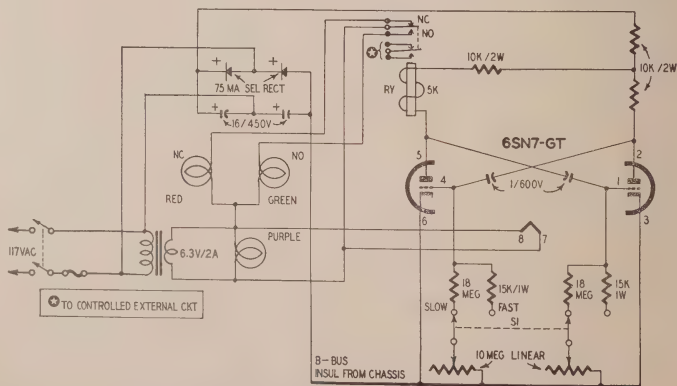 NC
NO
10K/2W
10K/2W
+
+
75 MA SEL RECT
RY
5K
+
+
16/450V
6SN7-GT
5
2
4
1
6
3
1/600V
NC
NO
RED
GREEN
PURPLE
8
7
117VAC
6.3V/2A
18
MEG
15K/1W
18
MEG
15K
1W
SLOW
FAST
S1
TO CONTROLLED EXTERNAL CKT
B-BUS
INSUL FROM CHASSIS
10 MEG LINEAR